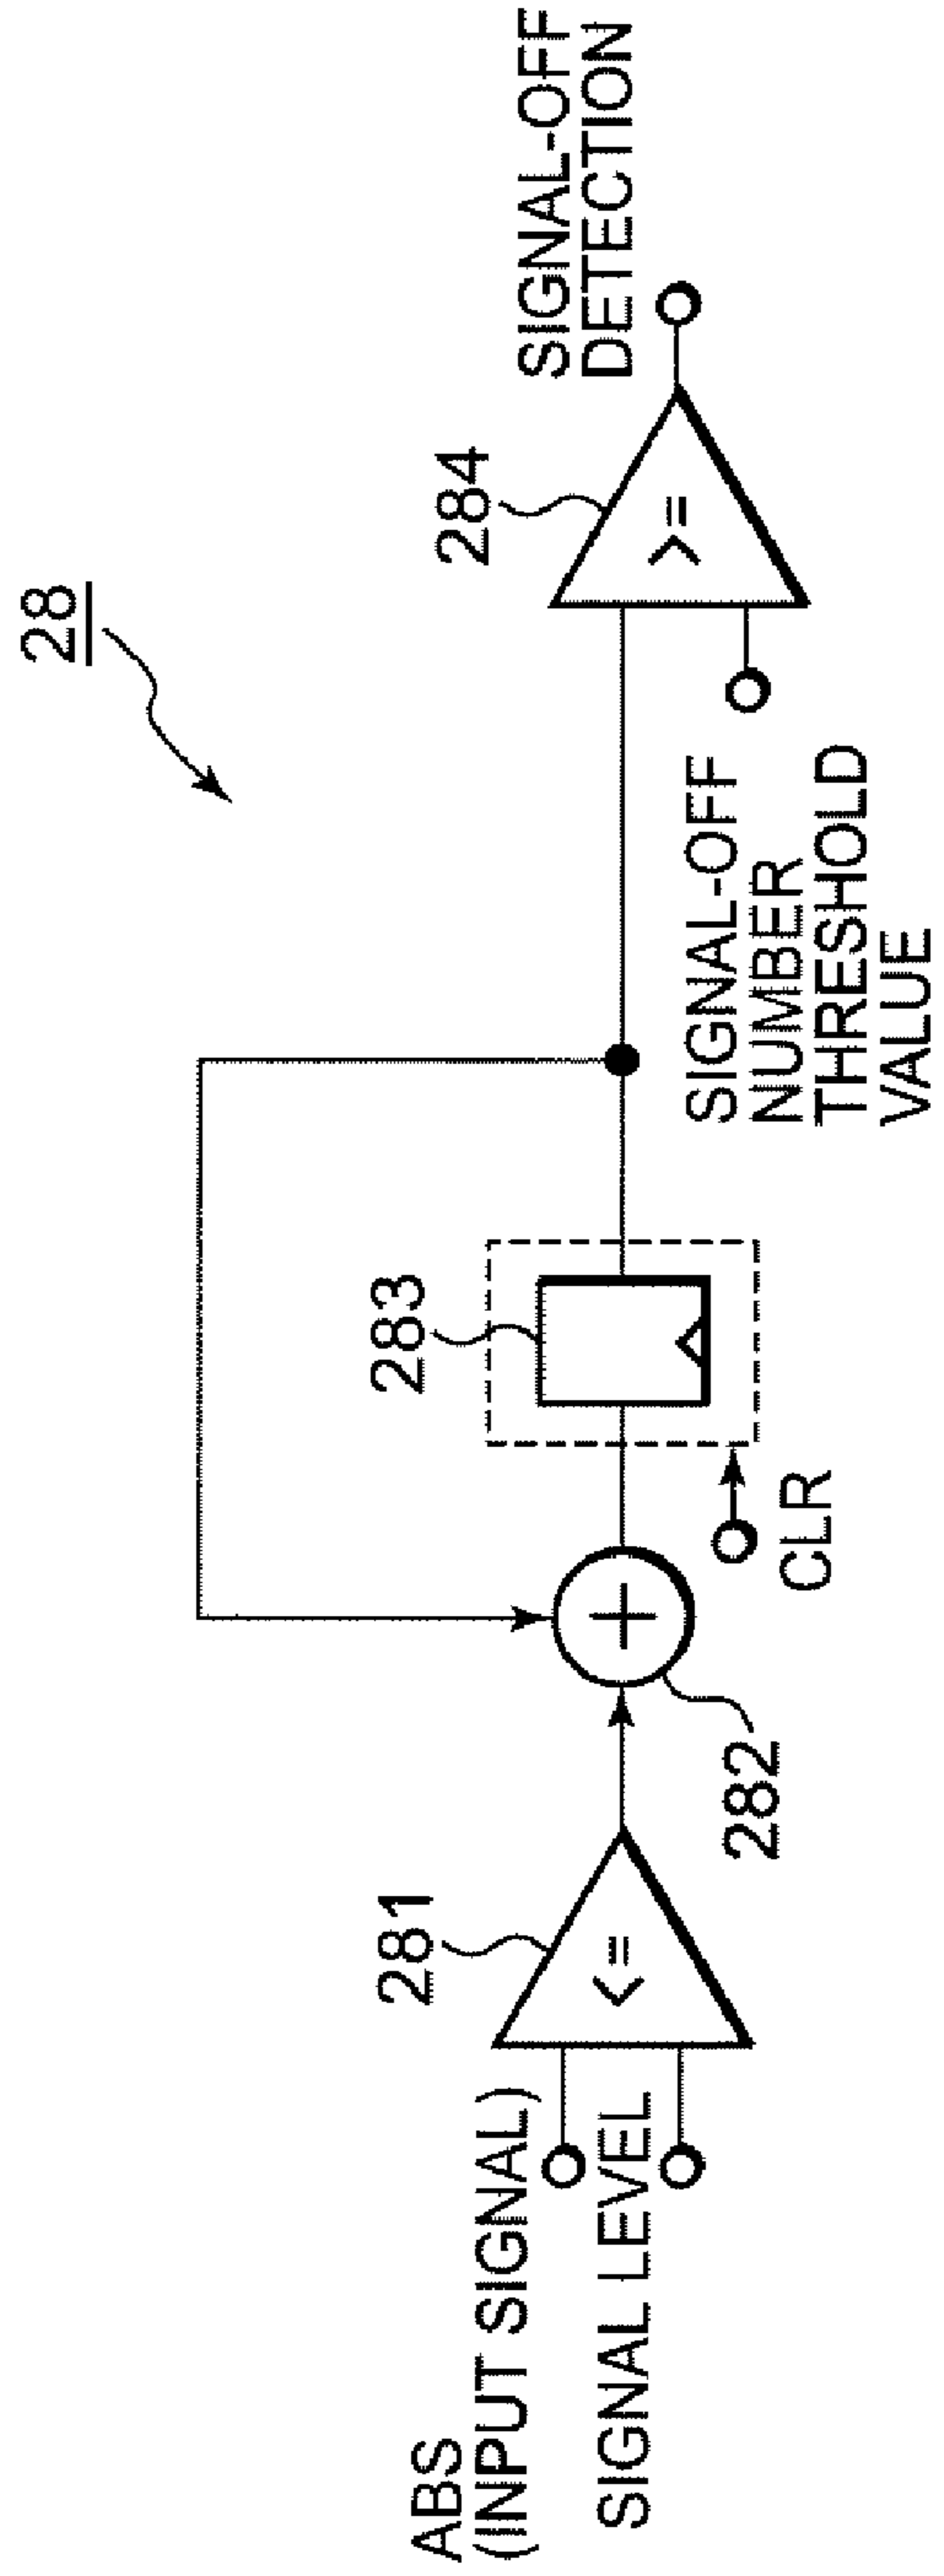 28
ABS
(INPUT SIGNAL)
SIGNAL LEVEL
281
<=
+
282
283
CLR
SIGNAL-OFF
NUMBER
THRESHOLD
VALUE
284
>=
SIGNAL-OFF
DETECTION